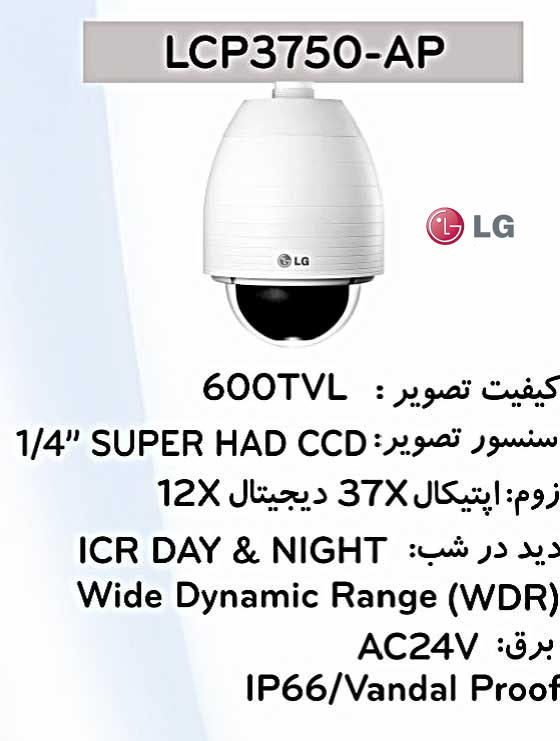 LCP3750-AP
LG
LG
کیفیت تصویر : 600TVL
سنسور تصویر: 1/4” SUPER HAD CCD
زوم: اپتیکال 37X دیجیتال 12X
دید در شب: ICR DAY & NIGHT
Wide Dynamic Range (WDR)
برق: AC24V
IP66/Vandal Proof